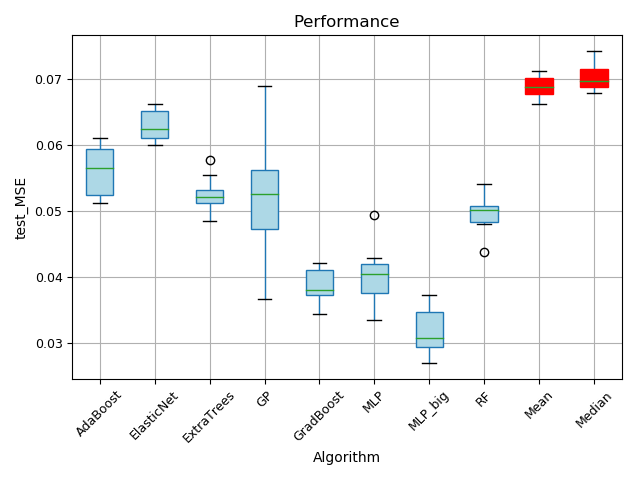 Performance
test_MSE
0.07
0.06
0.05
0.04
0.03
AdaBoost
ElasticNet
ExtraTrees
GP
GradBoost
MLP
MLP_big
RF
Mean
Median
Algorithm